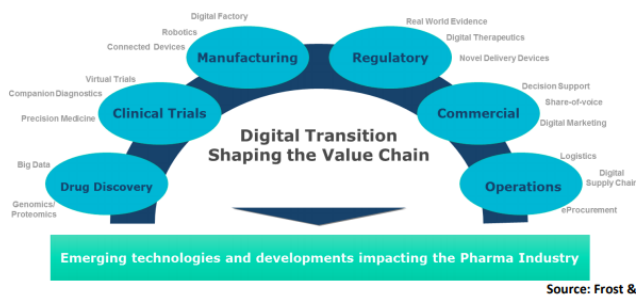 Digital Factory
Robotics
Connected Devices
Manufacturing
Real World Evidence
Digital Therapeutics
Novel Delivery Devices
Regulatory
Virtual Trials
Companion Diagnostics
Precision Medicine
Clinical Trials
Decision Support
Share-of-voice
Digital Marketing
Commercial
Digital Transition
Shaping the Value Chain
Big Data
Genomics/
Proteomics
Drug Discovery
Logistics
Digital
Supply Chain
eProcurement
Operations
Emerging technologies and developments impacting the Pharma Industry
Source: Frost &